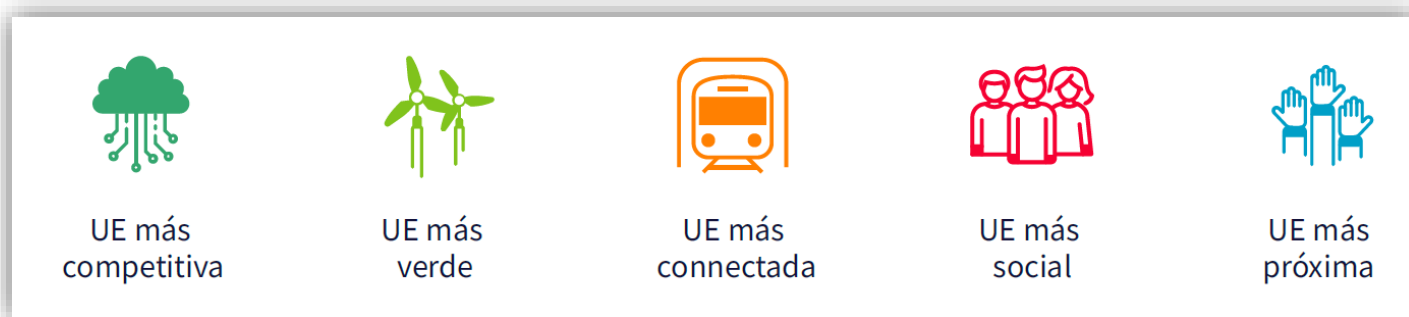 UE más
competitiva
UE más
verde
UE más
connectada
UE más
social
UE más
próxima